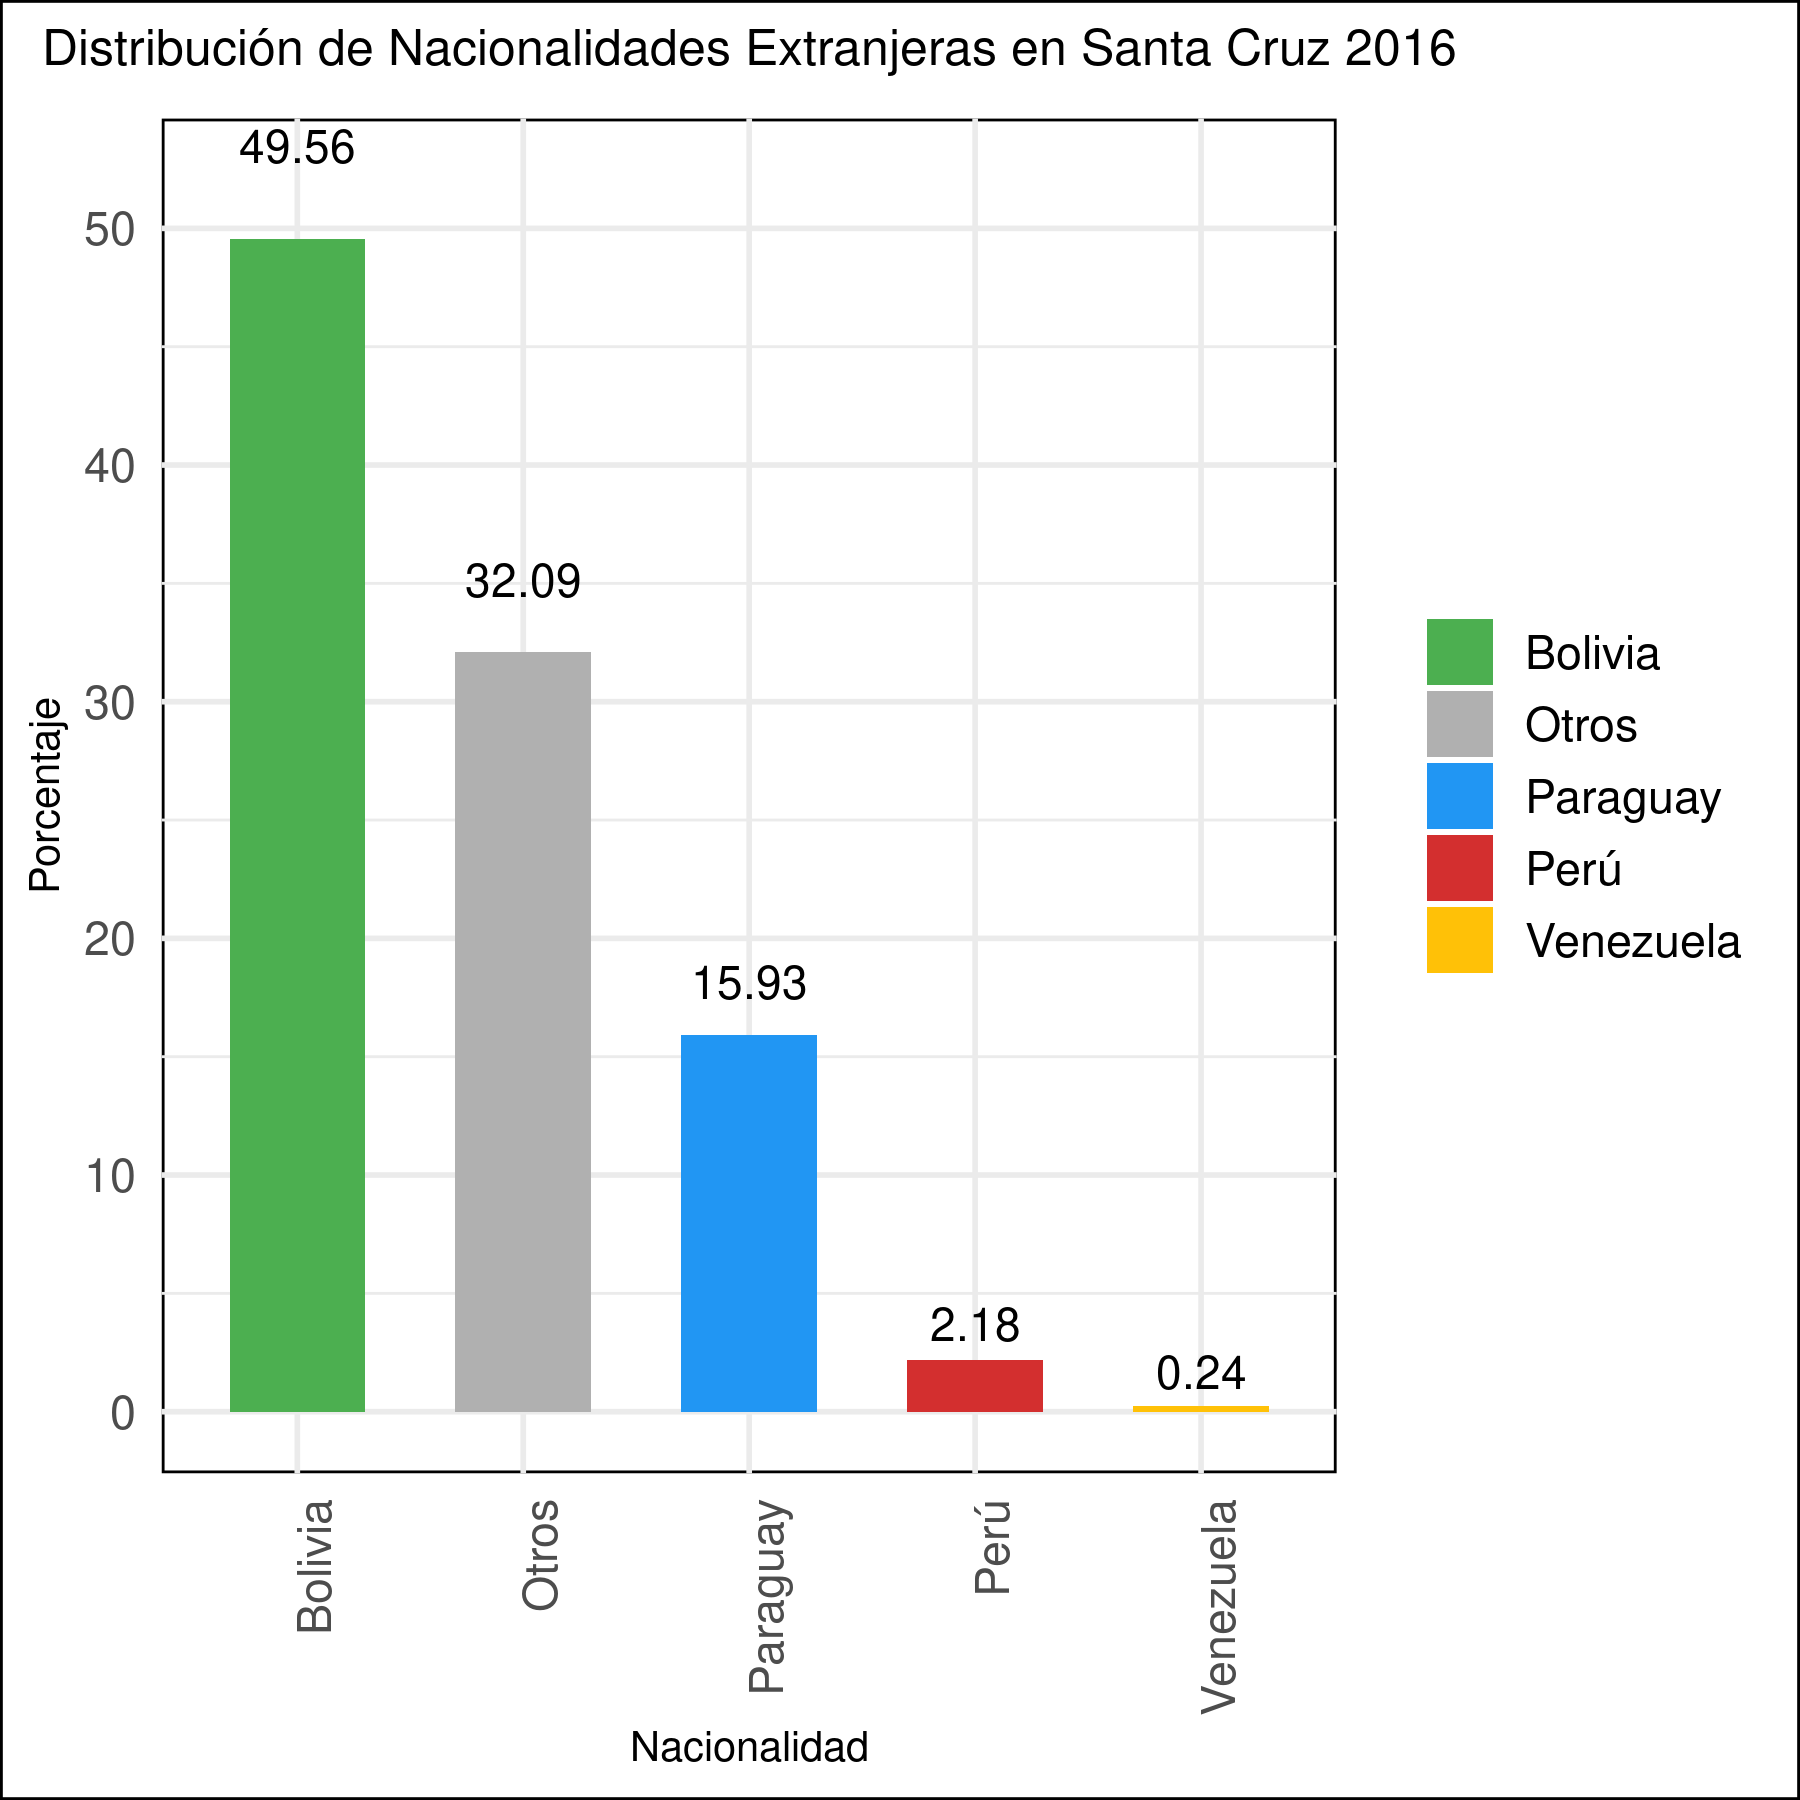 Distribución de Nacionalidades Extranjeras en Santa Cruz 2016
Porcentaje
50
40
30
20
10
0
49.56
32.09
15.93
2.18
0.24
Bolivia
Otros
Paraguay
Perú
Venezuela
Nacionalidad
Bolivia
Otros
Paraguay
Perú
Venezuela